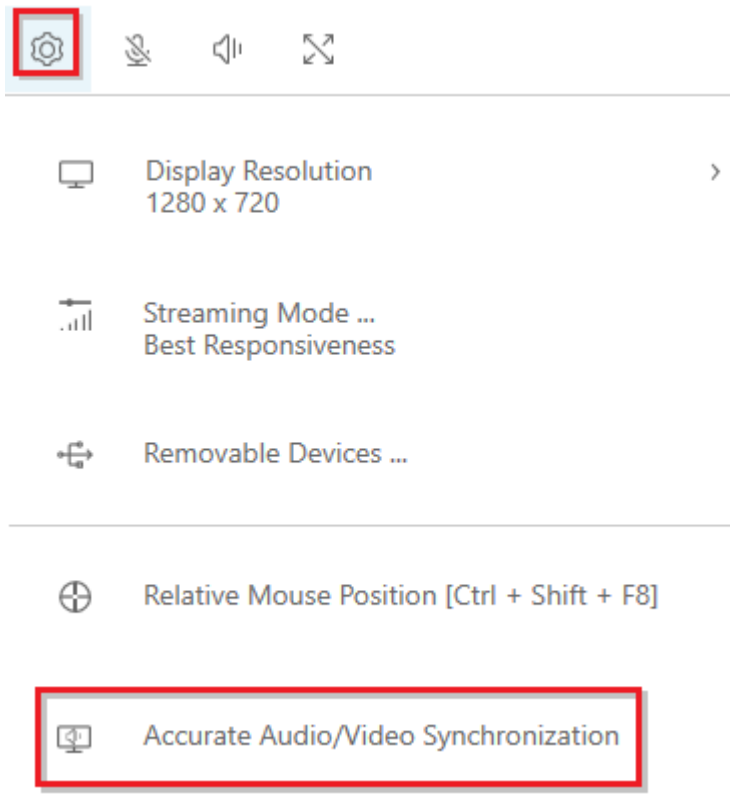 Display Resolution
1280 x 720
Streaming Mode ...
Best Responsiveness
Removable Devices ...
Relative Mouse Position [Ctrl + Shift + F8]
Accurate Audio/Video Synchronization